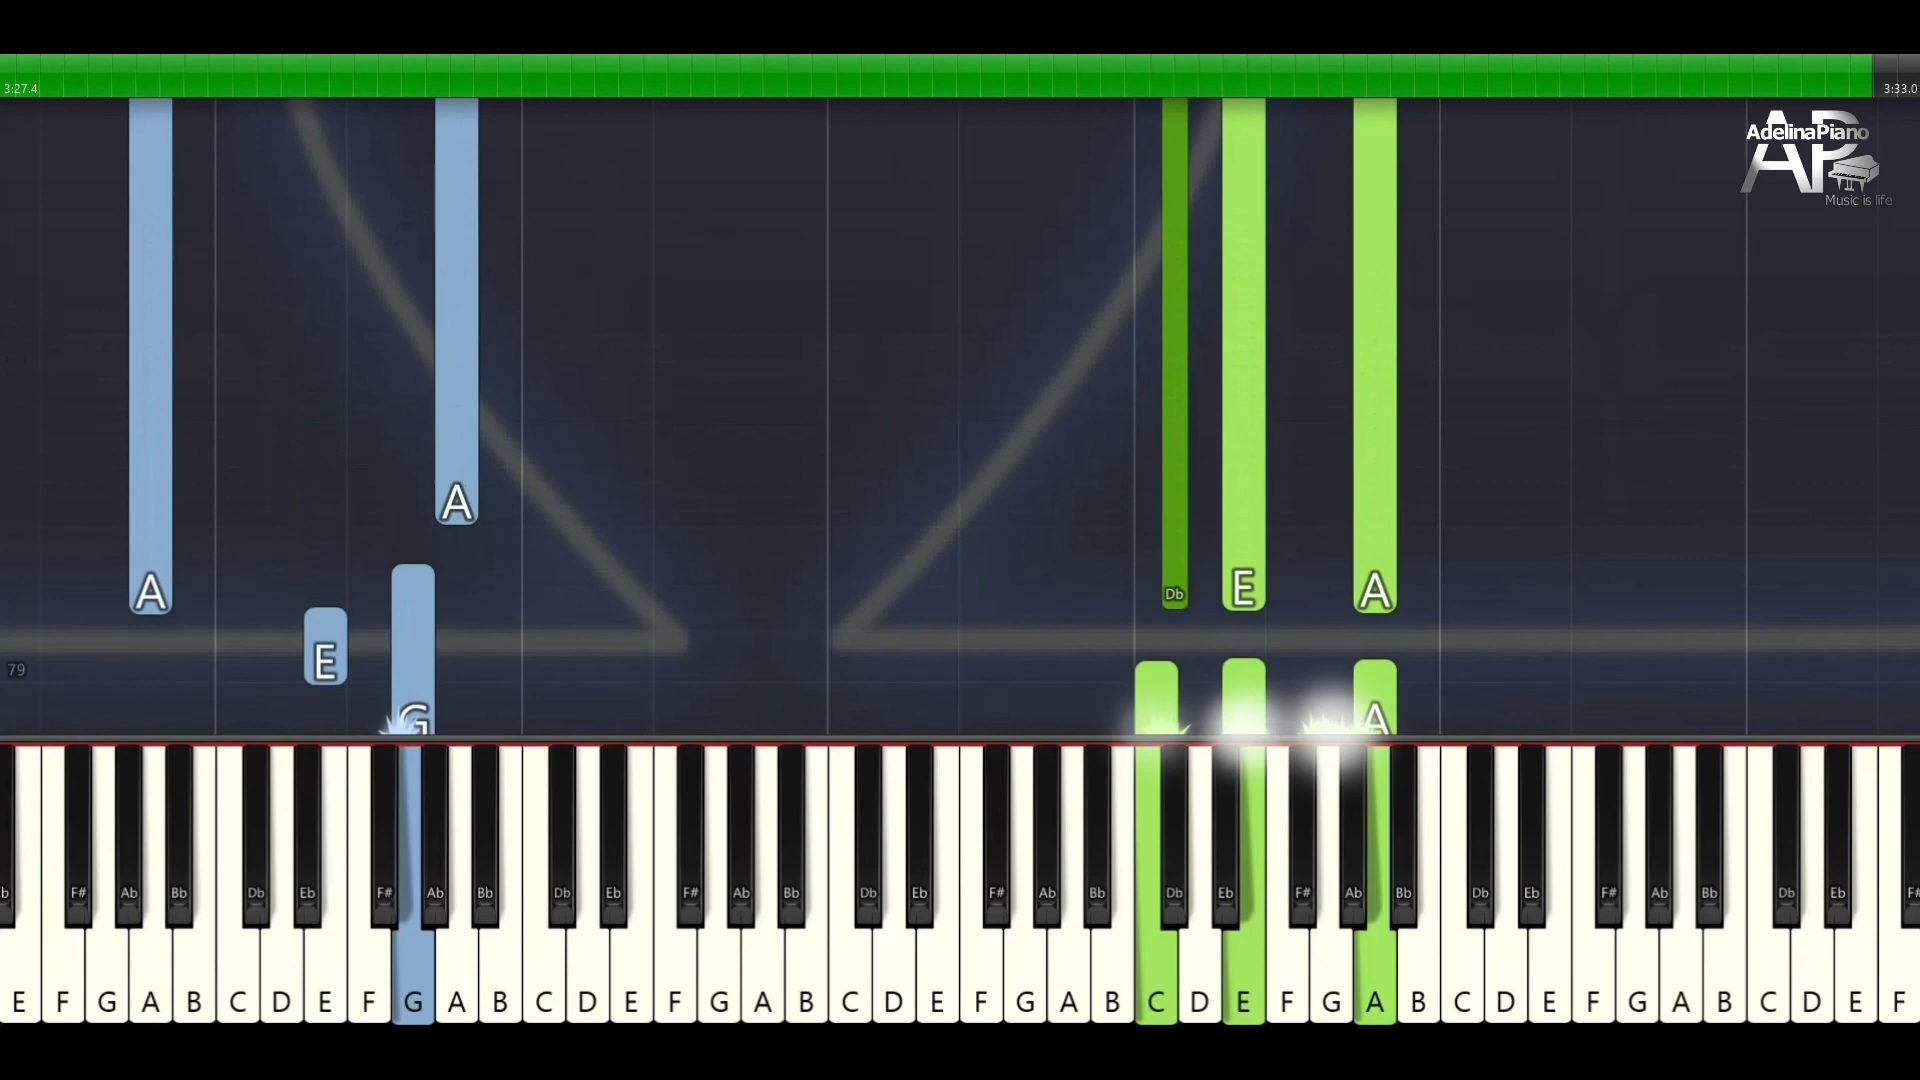 3:27.4
3:33.0
AP
AdelinaPiano
Music is life
A
A
Db E A
E
79
G A
b F# Ab Bb Db Eb F# Ab Bb Db Eb F# Ab Bb Db Eb F# Ab Bb Db Eb F# Ab Bb Db Eb F# Ab Bb Db Eb F#
E F G A B C D E F G A B C D E F G A B C D E F G A B C D E F G A B C D E F G A B C D E F